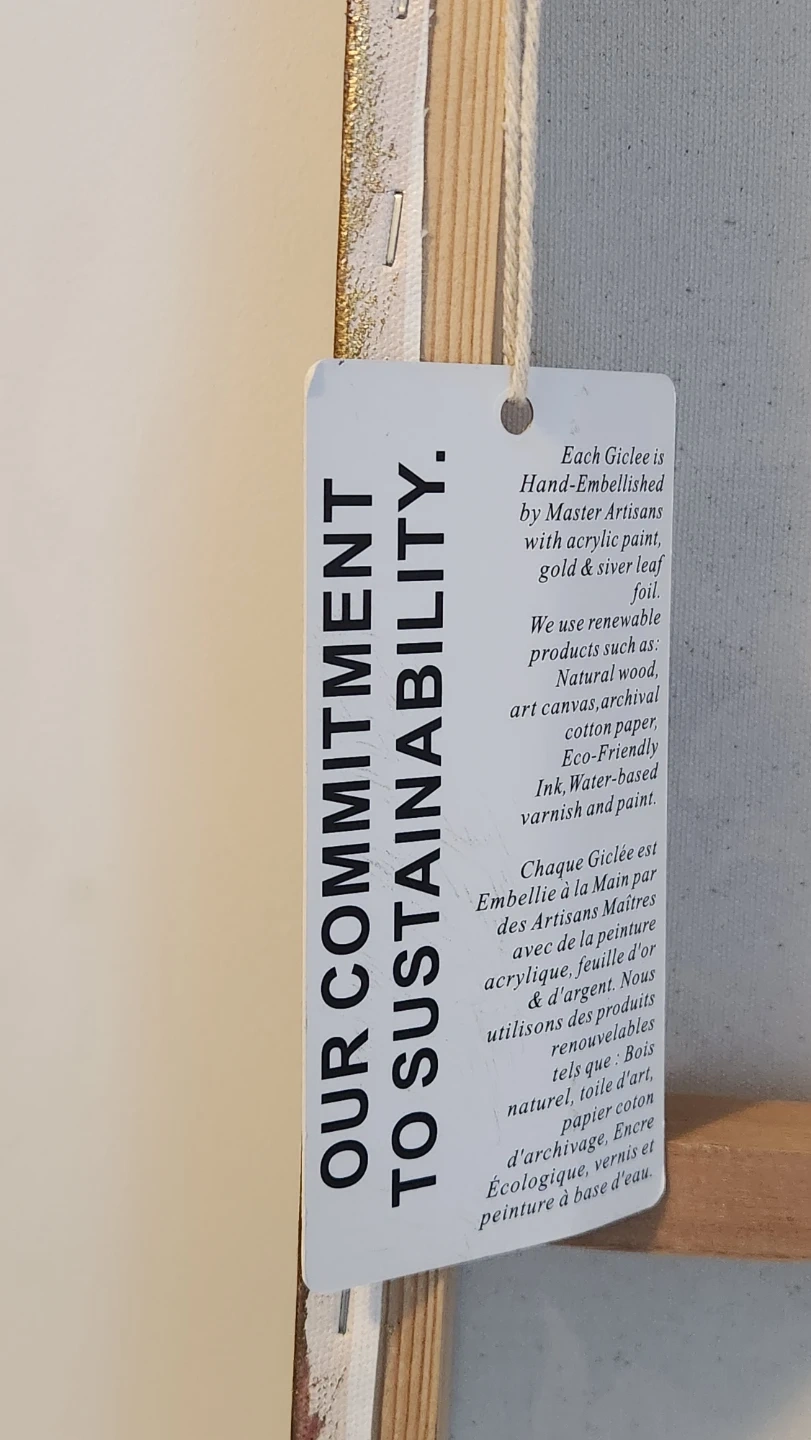 OUR COMMITMENT
TO SUSTAINABILITY.
Each Giclee is
Hand-Embellished
by Master Artisans
with acrylic paint,
gold & siver leaf
foil.
We use renewable
products such as:
Natural wood,
art canvas,archival
cotton paper,
Eco-Friendly
Ink,Water-based
varnish and paint.
Chaque Giclée est
Embellie à la Main par
des Artisans Maîtres
avec de la peinture
acrylique, feuille d'or
& d'argent. Nous
utilisons des produits
renouvelables
tels que : Bois
naturel, toile d'art,
papier coton
d'archivage, Encre
Écologique, vernis et
peinture à base d'eau.